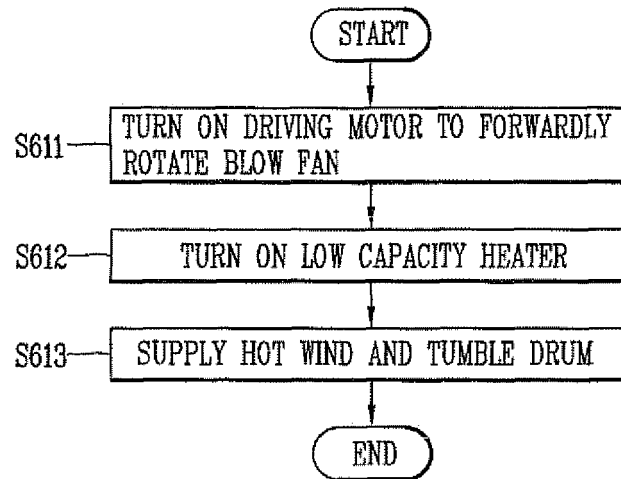 START
S611
TURN ON DRIVING MOTOR TO FORWARDLY
ROTATE BLOW FAN
S612
TURN ON LOW CAPACITY HEATER
S613
SUPPLY HOT WIND AND TUMBLE DRUM
END